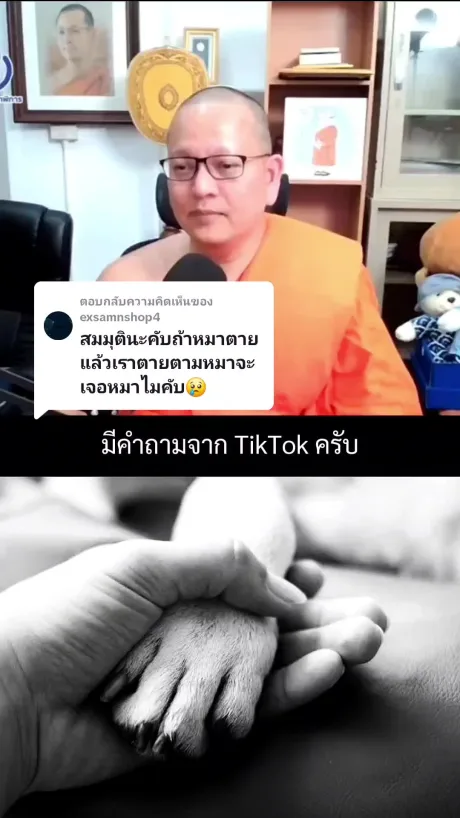 ตอบกลับความคิดเห็นของ
exsamnshop4
สมมุตินะคับถ้าหมาตาย
แล้วเราตายตามหมาจะ
เจอหมาไมคับ😢
มีคำถามจาก TikTok ครับ